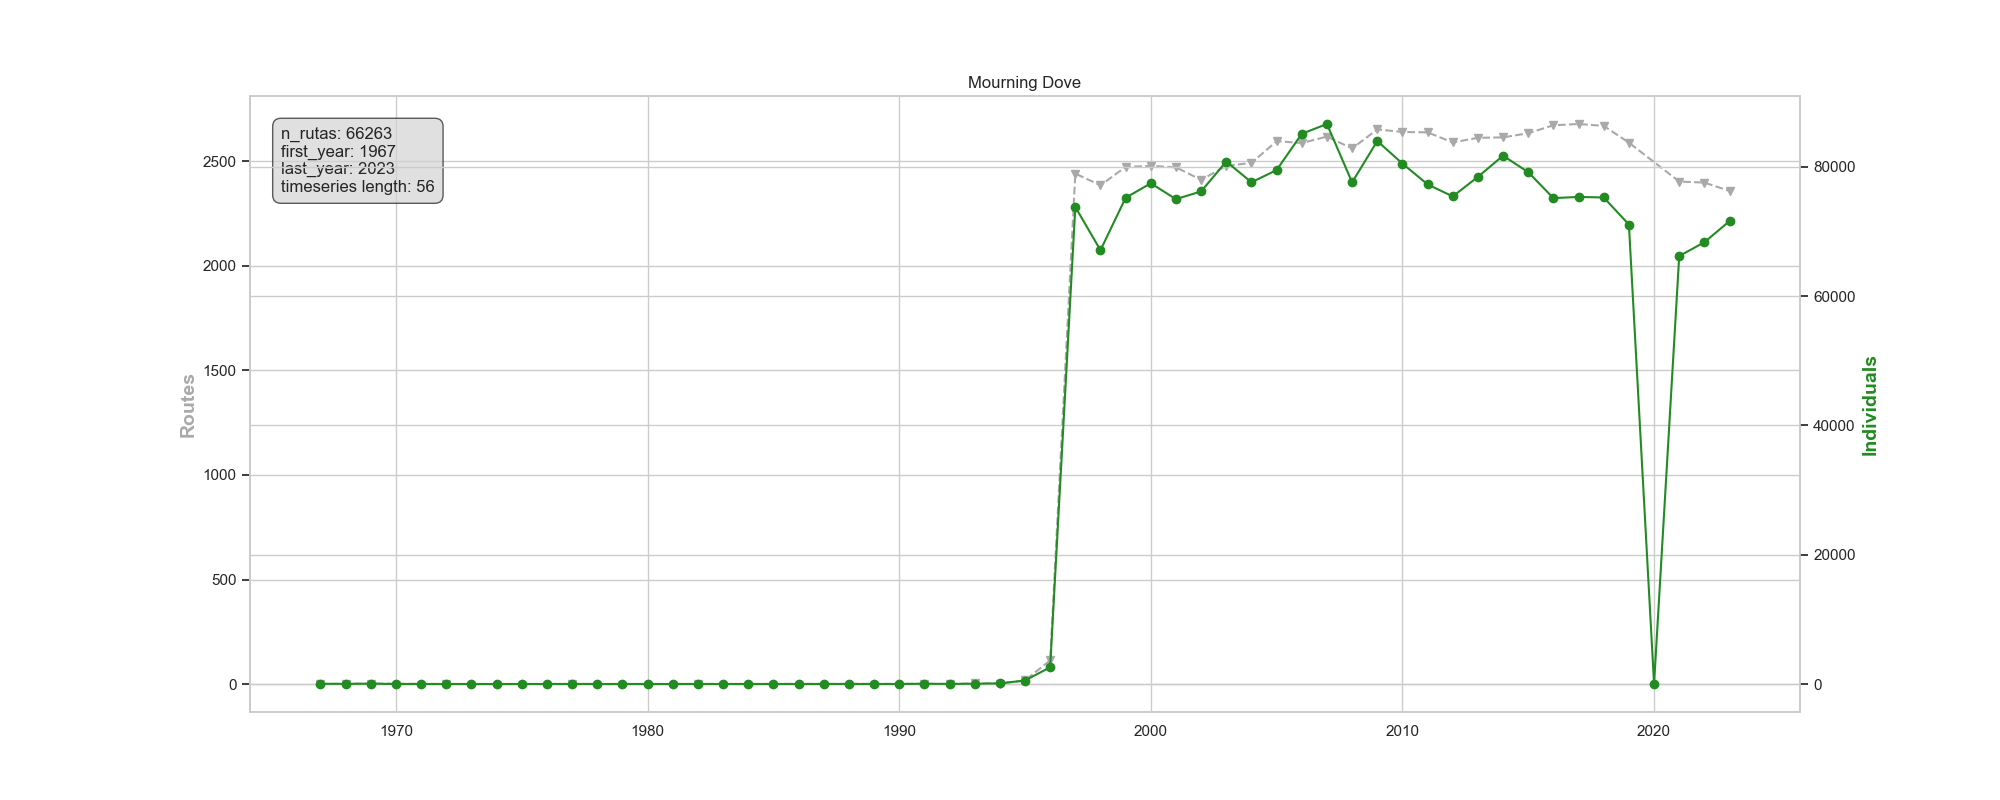 Mourning Dove
n_rutas: 66263
first_year: 1967
last_year: 2023
timeseries length: 56
2500
2000
1500
1000
500
0
Routes
80000
60000
40000
20000
0
Individuals
1970
1980
1990
2000
2010
2020